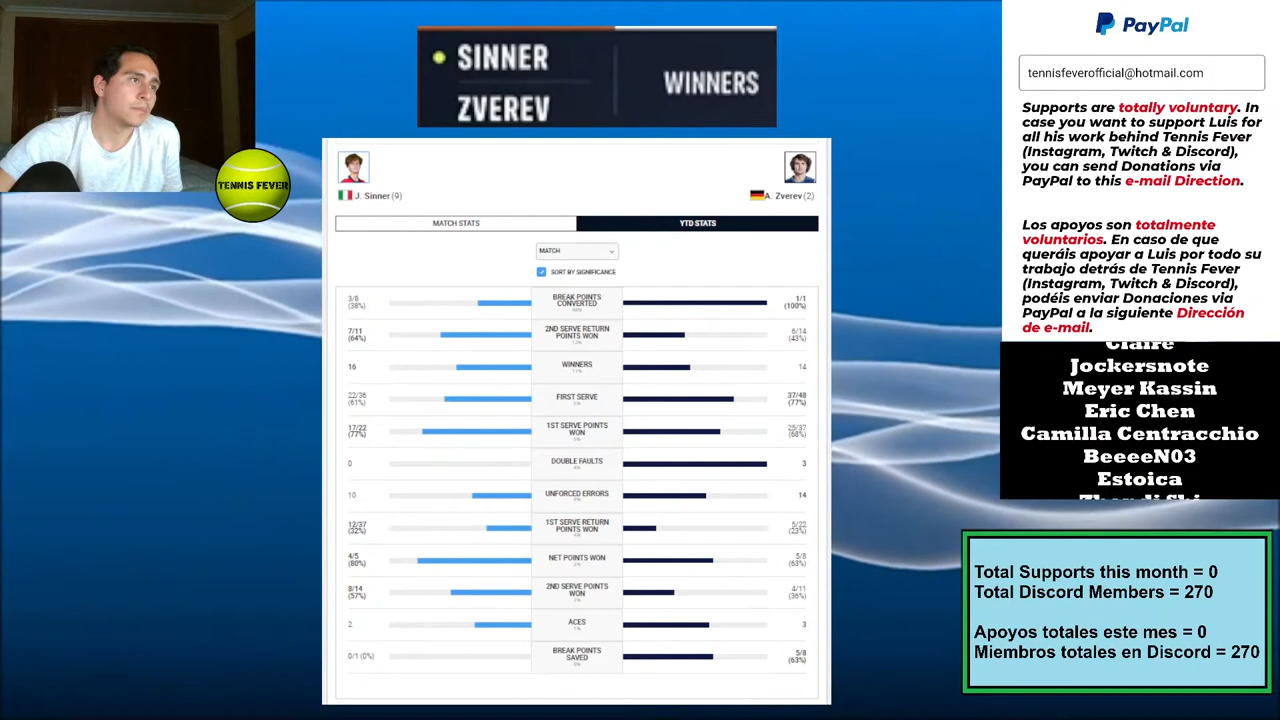 SINNER
ZVEREV
WINNERS
TENNIS FEVER
J. Sinner (9)
A. Zverev (2)
MATCH STATS
YTD STATS
MATCH
SORT BY SIGNIFICANCE
3/8
(38%)
BREAK POINTS
CONVERTED
1/1
(100%)
7/11
(64%)
2ND SERVE RETURN
POINTS WON
6/14
(43%)
16
WINNERS
14
22/36
(61%)
FIRST SERVE
37/48
(77%)
17/22
(77%)
1ST SERVE POINTS
WON
25/37
(68%)
0
DOUBLE FAULTS
3
10
UNFORCED ERRORS
14
12/37
(32%)
1ST SERVE RETURN
POINTS WON
5/22
(23%)
4/5
(80%)
NET POINTS WON
5/8
(63%)
8/14
(57%)
2ND SERVE POINTS
WON
4/11
(36%)
2
ACES
3
0/1 (0%)
BREAK POINTS
SAVED
5/8
(63%)
PayPal
tennisfeverofficial@hotmail.com
Supports are totally voluntary. In
case you want to support Luis for
all his work behind Tennis Fever
(Instagram, Twitch & Discord),
you can send Donations via
PayPal to this e-mail Direction.
Los apoyos son totalmente
voluntarios. En caso de que
queráis apoyar a Luis por todo su
trabajo detrás de Tennis Fever
(Instagram, Twitch & Discord),
podéis enviar Donaciones via
PayPal a la siguiente Dirección
de e-mail.
Claire
Jockersnote
Meyer Kassin
Eric Chen
Camilla Centracchio
BeeeeN03
Estoica
Total Supports this month = 0
Total Discord Members = 270
Apoyos totales este mes = 0
Miembros totales en Discord = 270